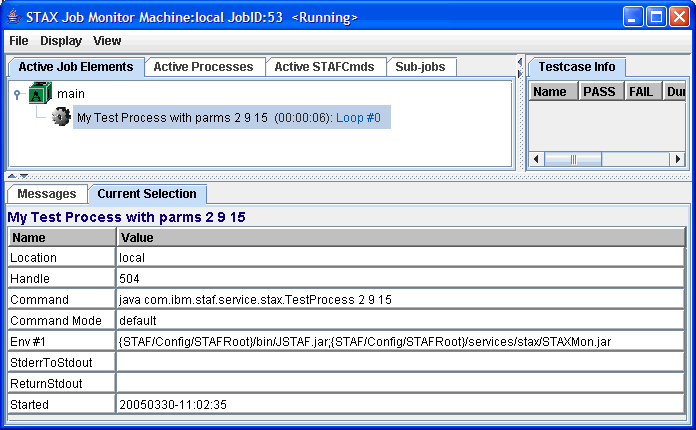 STAX Job Monitor Machine:local JobID:53 <Running>
File Display View
Active Job Elements Active Processes Active STAFCmds Sub-jobs
Testcase Info
main
My Test Process with parms 2 9 15 (00:00:06): Loop #0
Name PASS FAIL Dur
Messages Current Selection
My Test Process with parms 2 9 15
Name Value
Location local
Handle 504
Command java com.ibm.staf.service.stax.TestProcess 2 9 15
Command Mode default
Env #1 {STAF/Config/STAFRoot}/bin/JSTAF.jar;{STAF/Config/STAFRoot}/services/stax/STAXMon.jar
StderrToStdout
ReturnStdout
Started 20050330-11:02:35